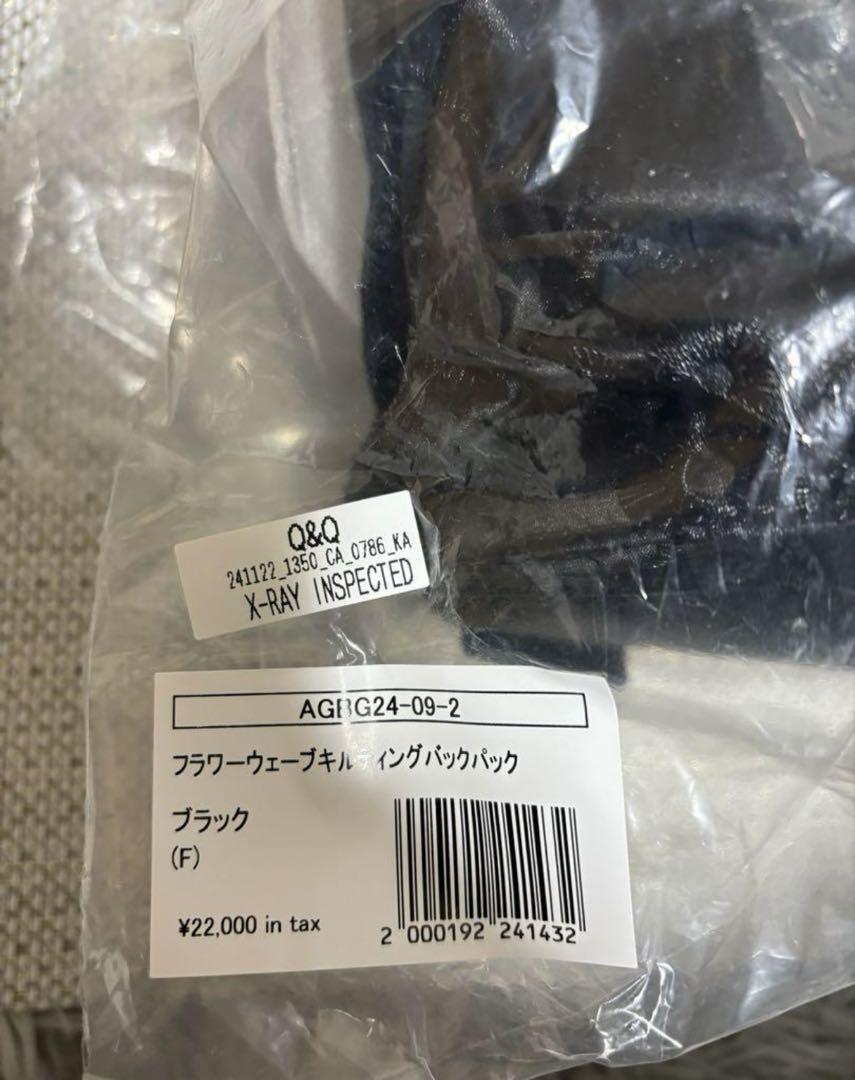 Q&Q
241122_1350_CA_0786_KA
X-RAY INSPECTED
AGBG24-09-2
フラワーウェーブキルティングバックパック
ブラック
(F)
¥22,000 in tax
2 000192 241432